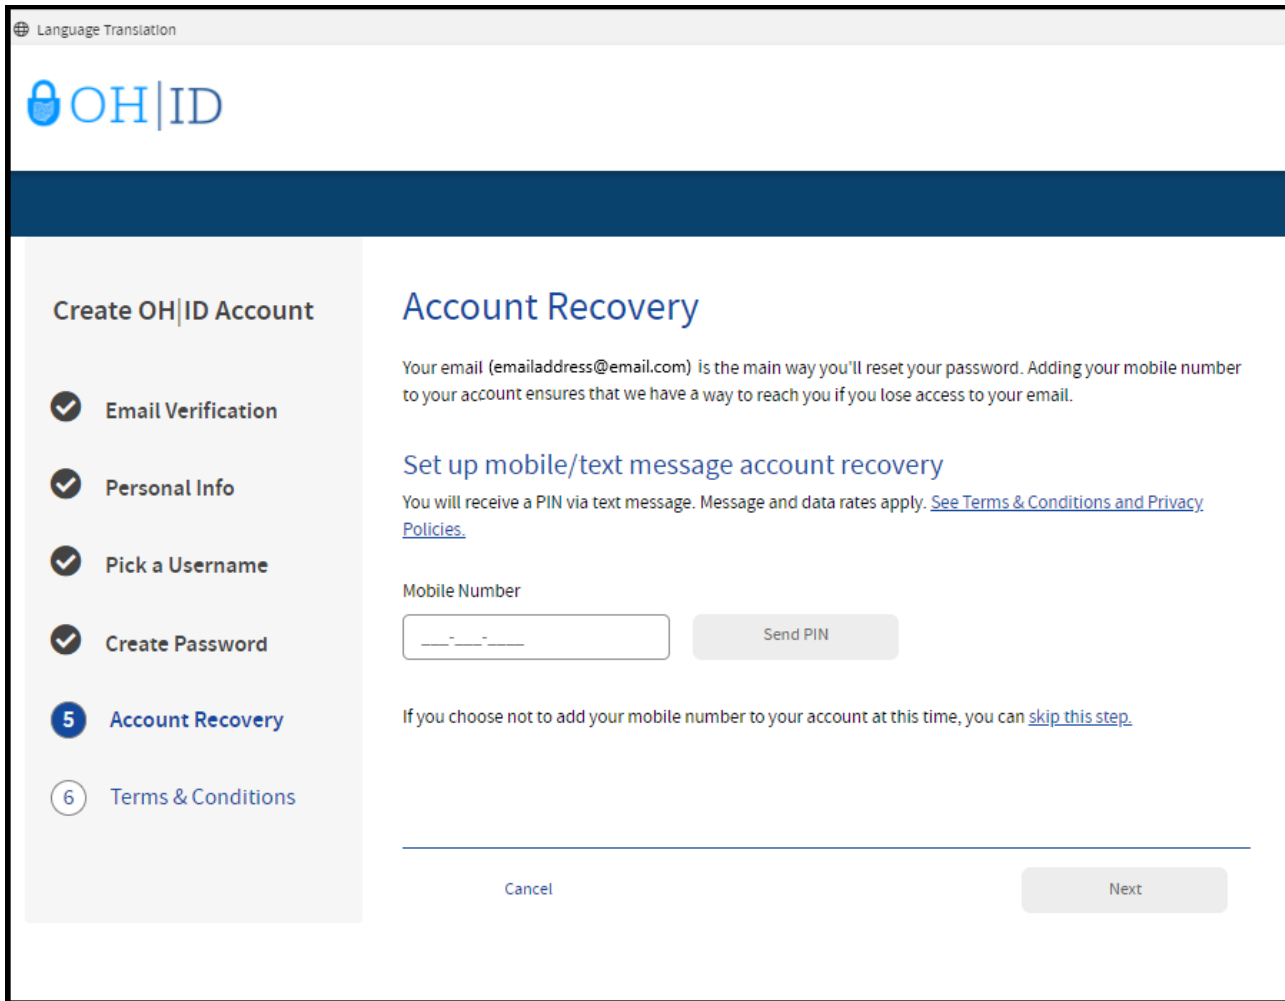 Language Translation
OH|ID
Create OH|ID Account
Email Verification
Personal Info
Pick a Username
Create Password
5 Account Recovery
6 Terms & Conditions
Account Recovery
Your email (emailaddress@email.com) is the main way you'll reset your password. Adding your mobile number
to your account ensures that we have a way to reach you if you lose access to your email.
Set up mobile/text message account recovery
You will receive a PIN via text message. Message and data rates apply. See Terms & Conditions and Privacy
Policies.
Mobile Number
___-___-____ Send PIN
If you choose not to add your mobile number to your account at this time, you can skip this step.
Cancel Next